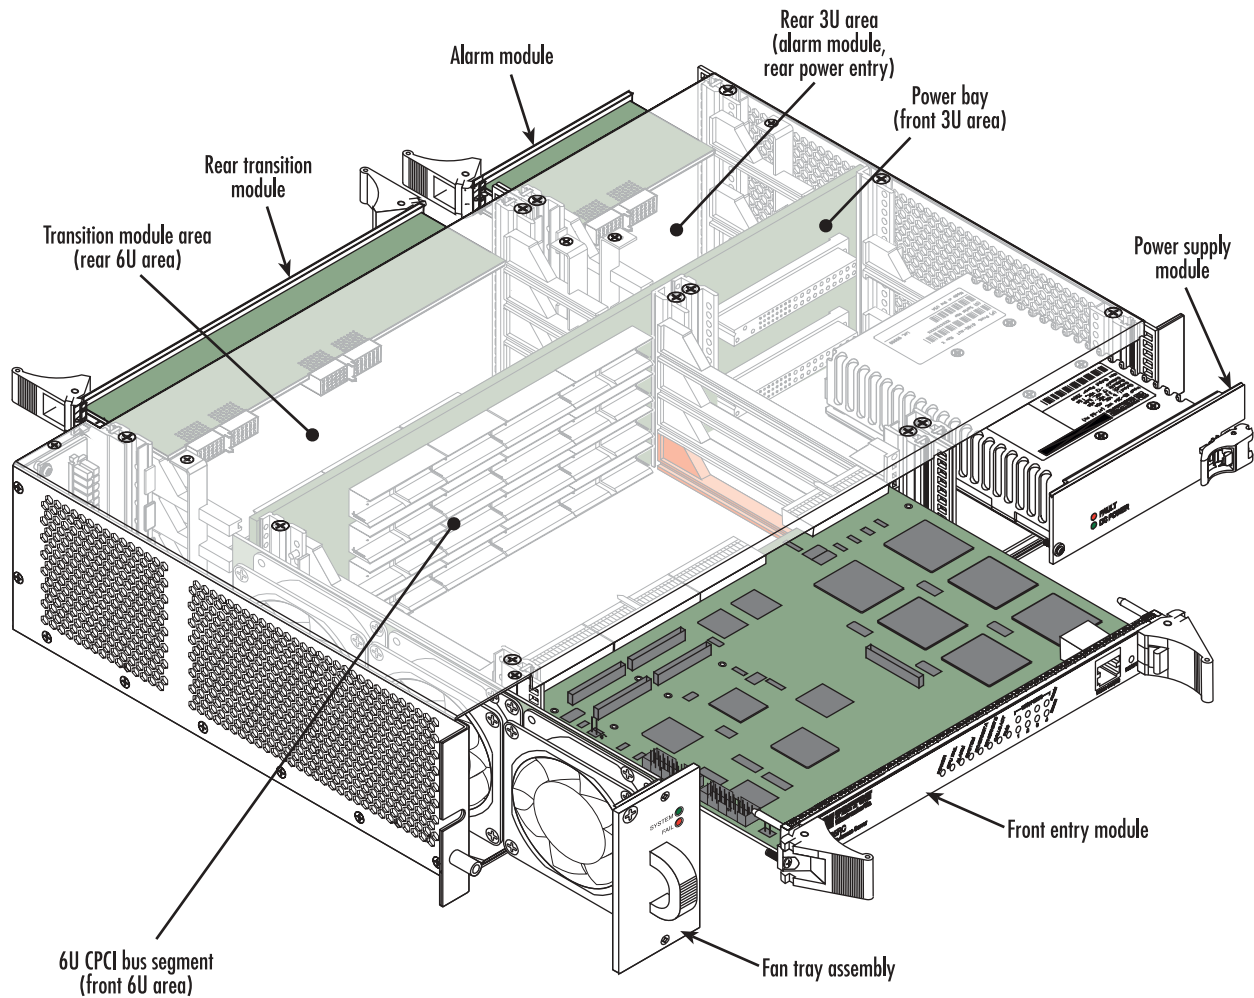 Rear 3U area
(alarm module,
rear power entry)
Alarm module
Power bay
(front 3U area)
Rear transition
module
Transition module area
(rear 6U area)
Power supply
module
FAULT
DC POWER
SYSTEM
FAIL
Front entry module
Fan tray assembly
6U CPCI bus segment
(front 6U area)